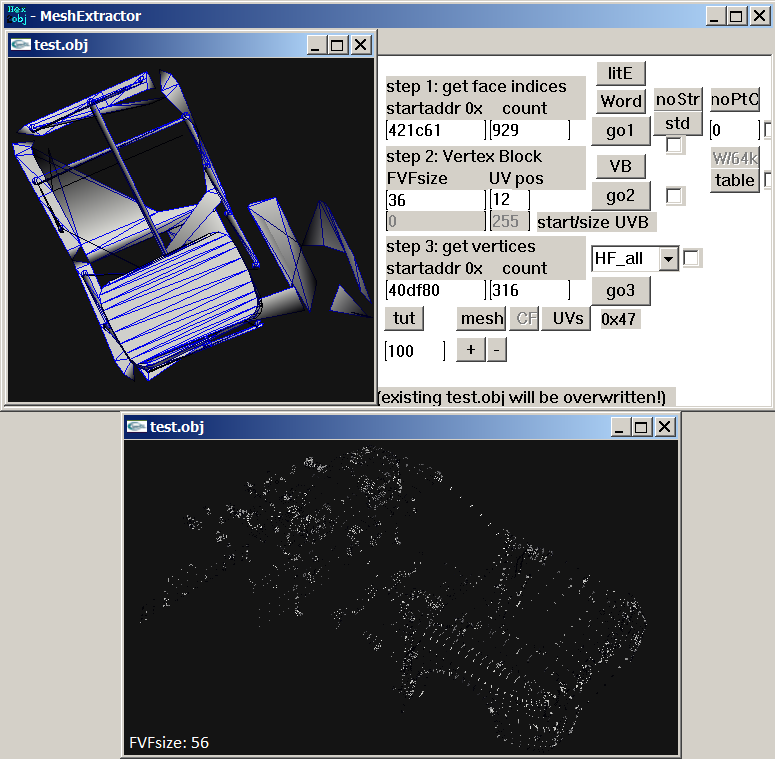 Hex
obj - MeshExtractor
test.obj
litE
step 1: get face indices
startaddr 0x count
Word
noStr
noPtC
421c61 929
go1
std
0
step 2: Vertex Block
FVFsize UV pos
VB
W/64k
table
36 12
go2
0 255 start/size UVB
step 3: get vertices
startaddr 0x count
HF_all
40df80 316
go3
tut mesh CF UVs 0x47
100 + -
(existing test.obj will be overwritten!)
test.obj
FVFsize: 56